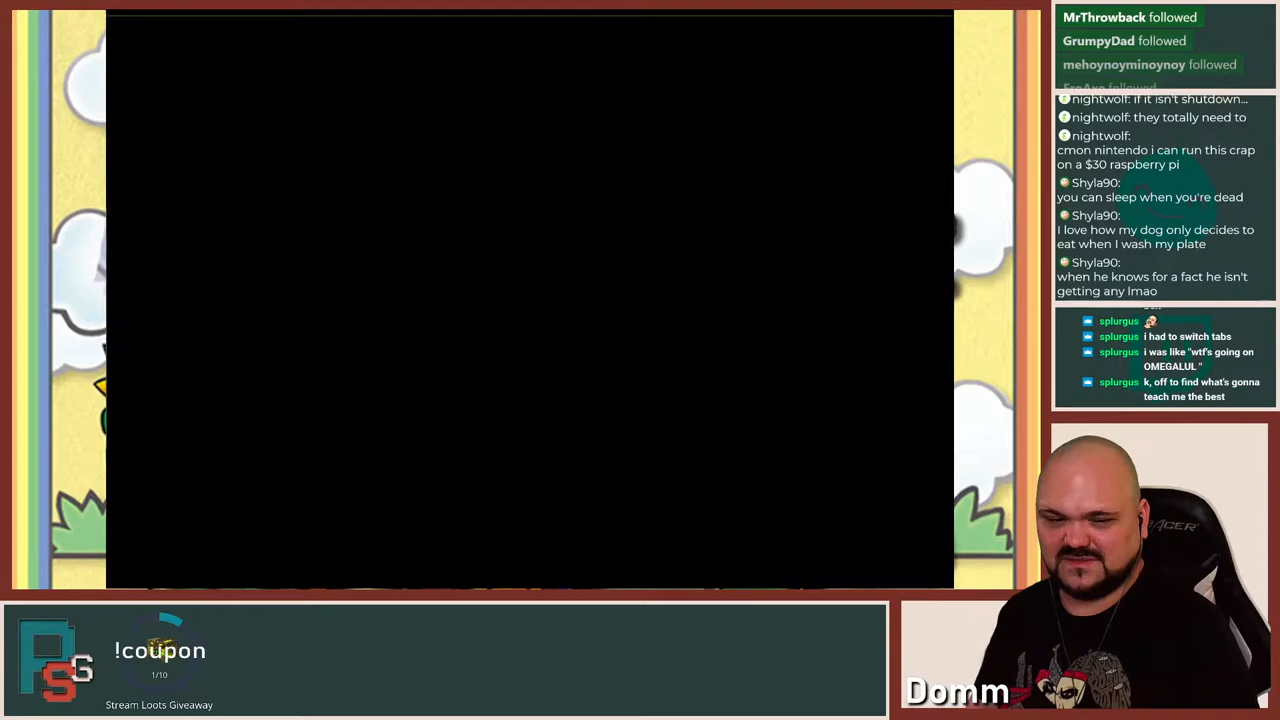 MrThrowback followed
GrumpyDad followed
mehoynoyminoynoy followed
nightwolf: if it isn't shutdown...
nightwolf: they totally need to
nightwolf:
cmon nintendo i can run this crap
on a $30 raspberry pi
Shyla90:
you can sleep when you're dead
Shyla90:
I love how my dog only decides to
eat when I wash my plate
Shyla90:
when he knows for a fact he isn't
getting any lmao
splurgus
splurgus i had to switch tabs
splurgus i was like "wtf's going on
OMEGALUL "
splurgus k, off to find what's gonna
teach me the best
PSG
!coupon
1/10
Stream Loots Giveaway
Domm